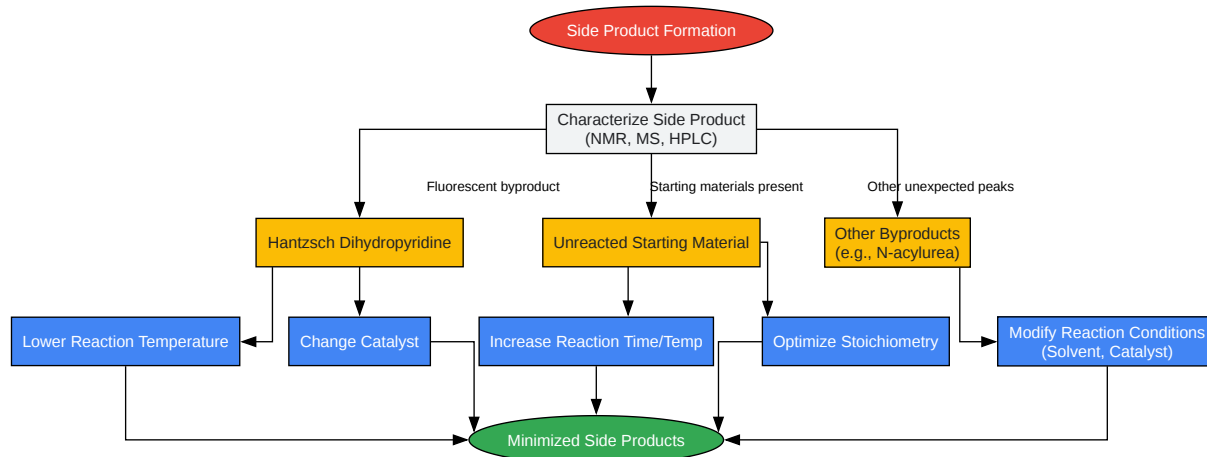 Side Product Formation
Characterize Side Product
(NMR, MS, HPLC)
Fluorescent byproduct
Starting materials present
Other unexpected peaks
Hantzsch Dihydropyridine
Unreacted Starting Material
Other Byproducts
(e.g., N-acylurea)
Lower Reaction Temperature
Change Catalyst
Increase Reaction Time/Temp
Optimize Stoichiometry
Modify Reaction Conditions
(Solvent, Catalyst)
Minimized Side Products